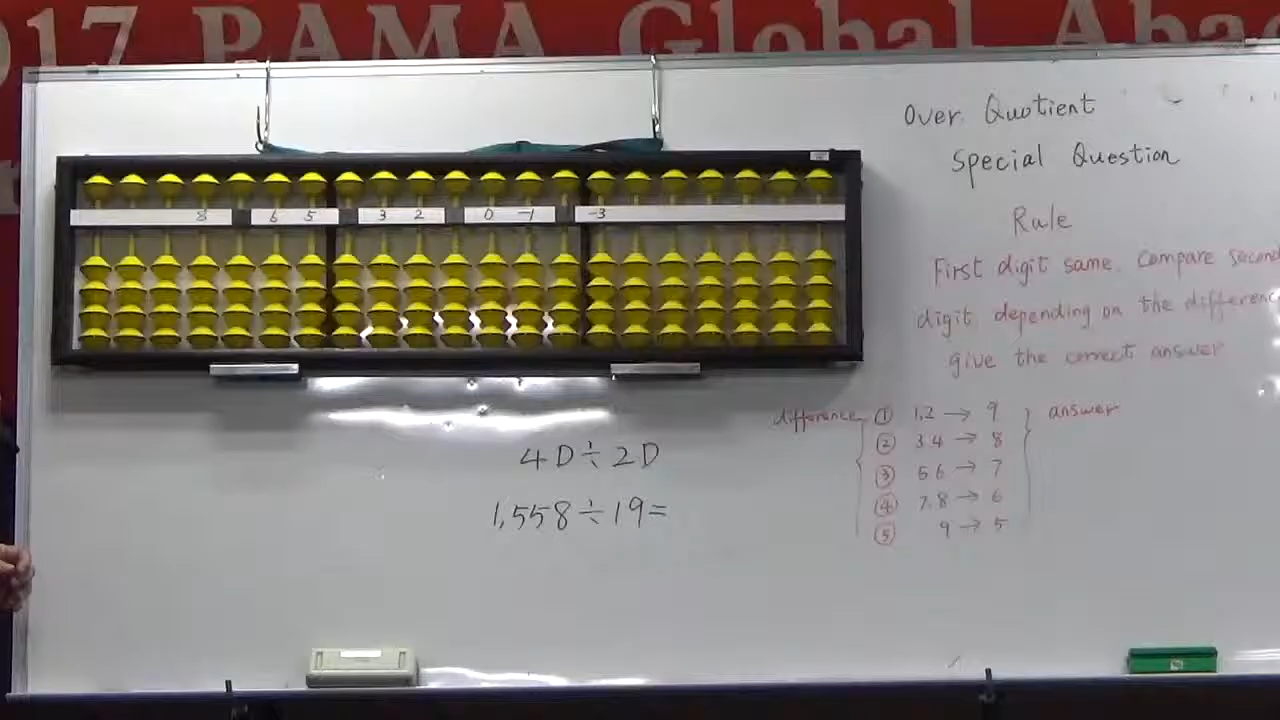 017 PAMA Global Abac
Over Quotient
Special Question
8 6 5 3 2 0 -1 -3
Rule
First digit same. Compare second
digit depending on the differenc
give the correct answer
difference ① 1,2 → 9 answer
② 3.4 → 8
4D÷2D
③ 5 6 → 7
④ 7,8 → 6
1,558÷19=
⑤ 9 → 5